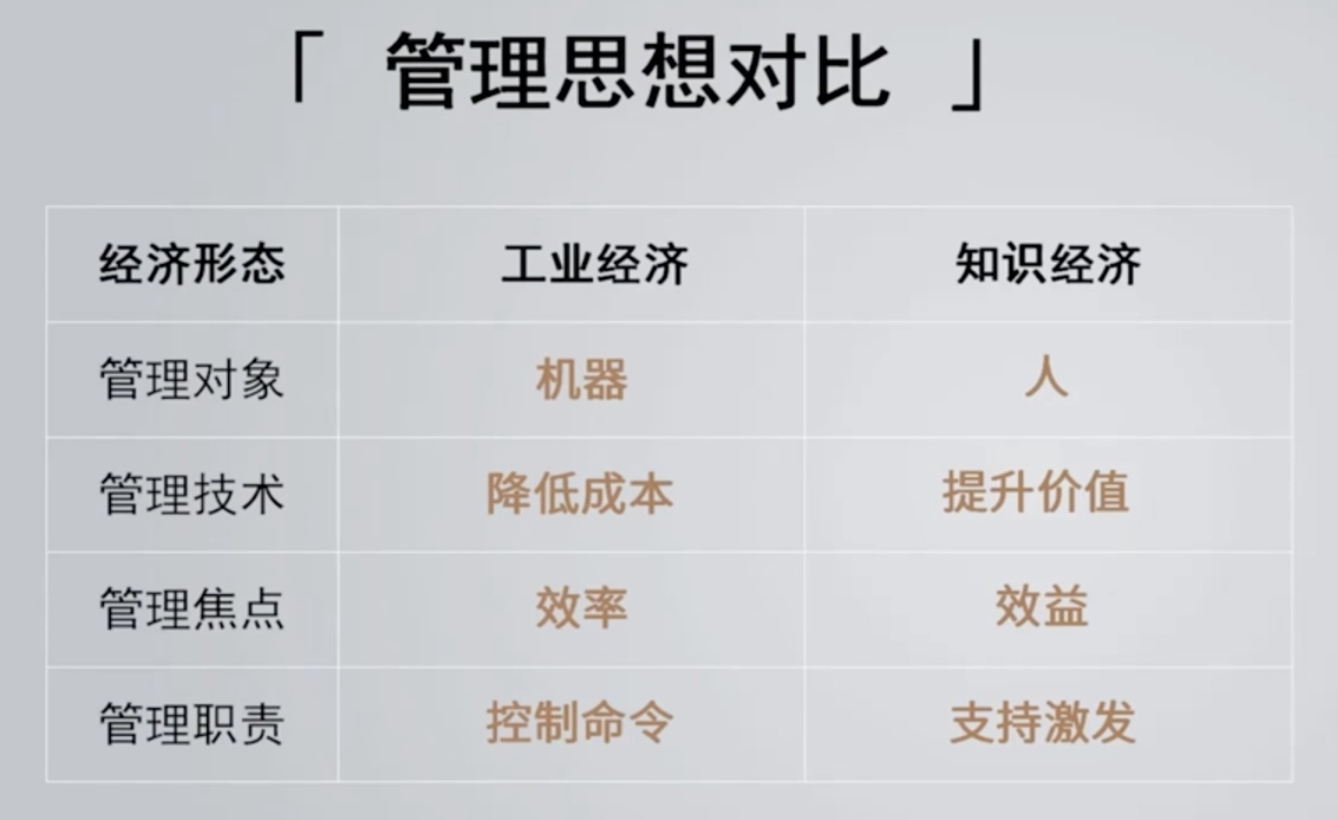 「 管理思想对比 」
经济形态 工业经济 知识经济
管理对象 机器 人
管理技术 降低成本 提升价值
管理焦点 效率 效益
管理职责 控制命令 支持激发